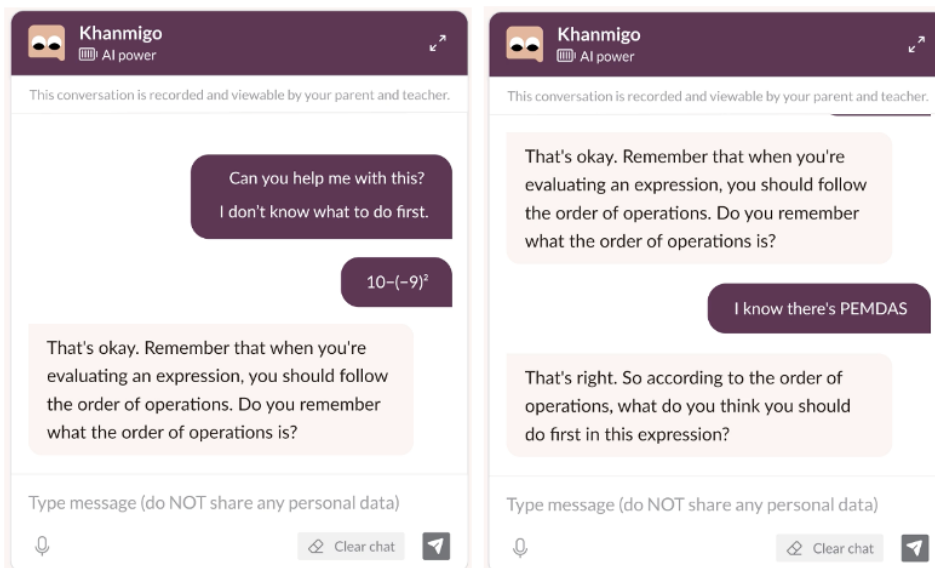 Khanmigo
AI power
This conversation is recorded and viewable by your parent and teacher.
Can you help me with this?
I don't know what to do first.
10−(−9)²
That's okay. Remember that when you're
evaluating an expression, you should follow
the order of operations. Do you remember
what the order of operations is?
Type message (do NOT share any personal data)
Clear chat
Khanmigo
AI power
This conversation is recorded and viewable by your parent and teacher.
That's okay. Remember that when you're
evaluating an expression, you should follow
the order of operations. Do you remember
what the order of operations is?
I know there's PEMDAS
That's right. So according to the order of
operations, what do you think you should
do first in this expression?
Type message (do NOT share any personal data)
Clear chat